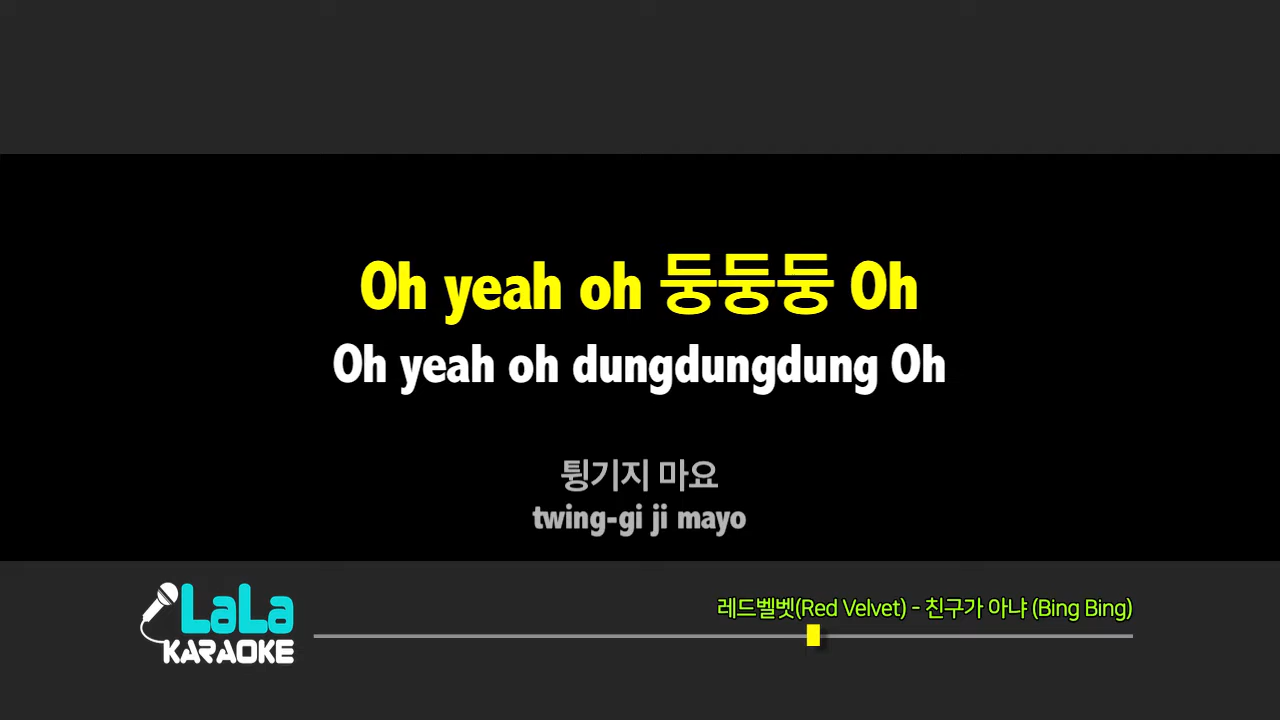 Oh yeah oh 둥둥둥 Oh
Oh yeah oh dungdungdung Oh
튕기지 마요
twing-gi ji mayo
레드벨벳(Red Velvet) - 친구가 아냐 (Bing Bing)
LaLa
KARAOKE